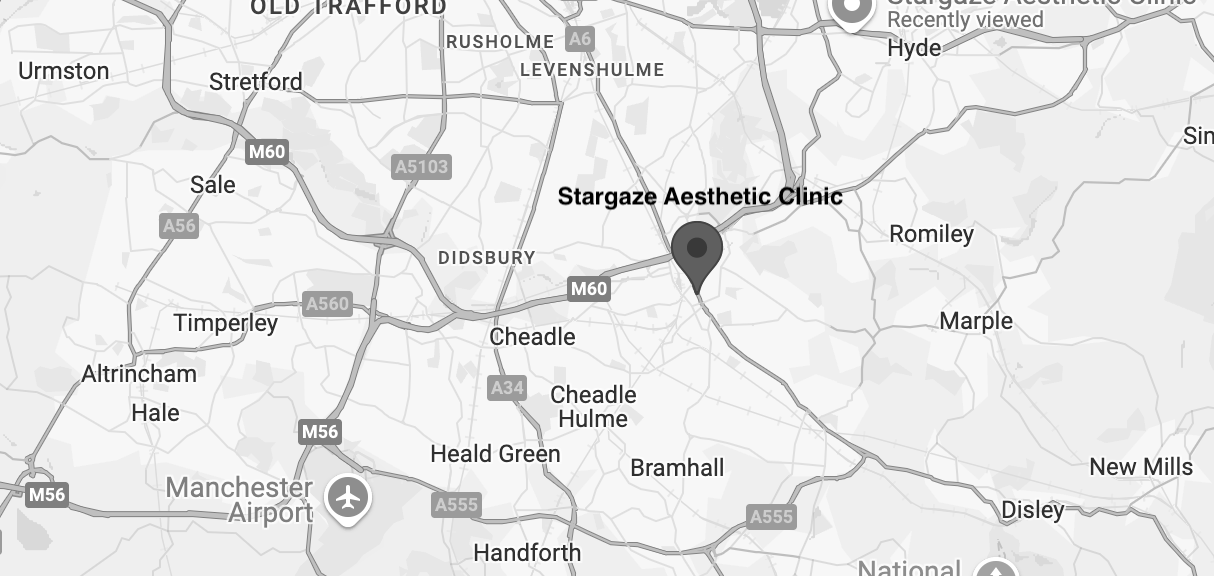 OLD TRAFFORD
Stargaze Aesthetic Clinic
Recently viewed
RUSHOLME
A6
Hyde
Urmston
LEVENSHULME
Stretford
M60
A5103
Sale
Stargaze Aesthetic Clinic
A56
Romiley
DIDSBURY
M60
A560
Timperley
Marple
Cheadle
Altrincham
A34
Cheadle
Hulme
Hale
M56
Heald Green
Bramhall
New Mills
Manchester
Airport
M56
A555
A555
Disley
Handforth
National